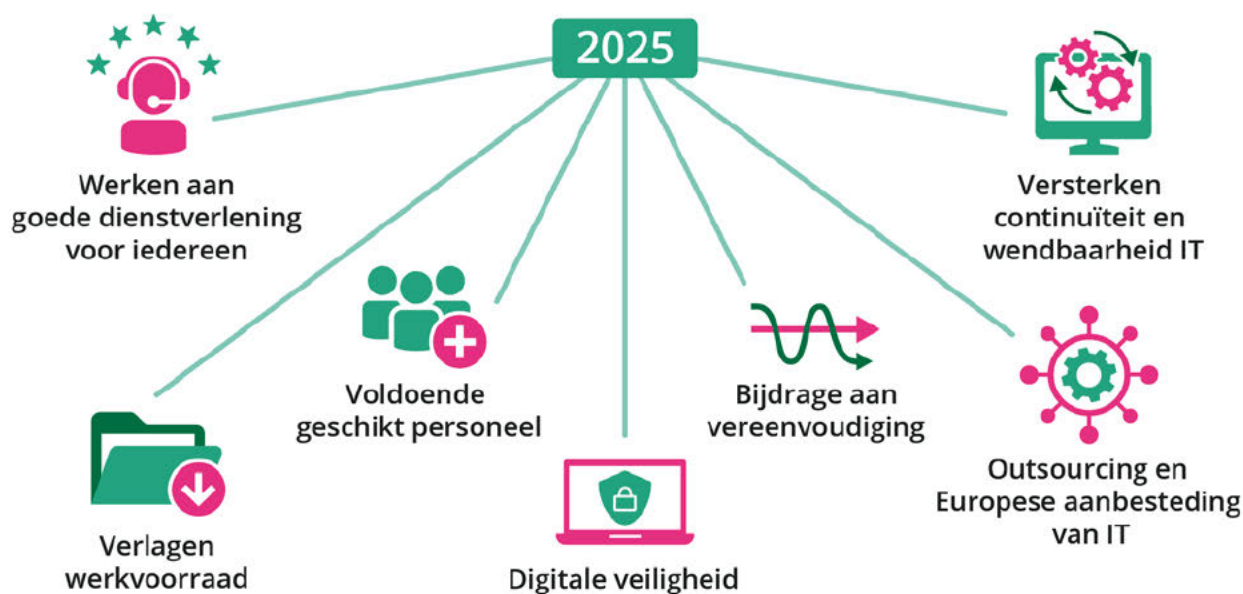 2025
Werken aan
goede dienstverlening
voor iedereen
Versterken
continuïteit en
wendbaarheid IT
Voldoende
geschikt personeel
Bijdrage aan
vereenvoudiging
Verlagen
werkvoorraad
Digitale veiligheid
Outsourcing en
Europese aanbesteding
van IT